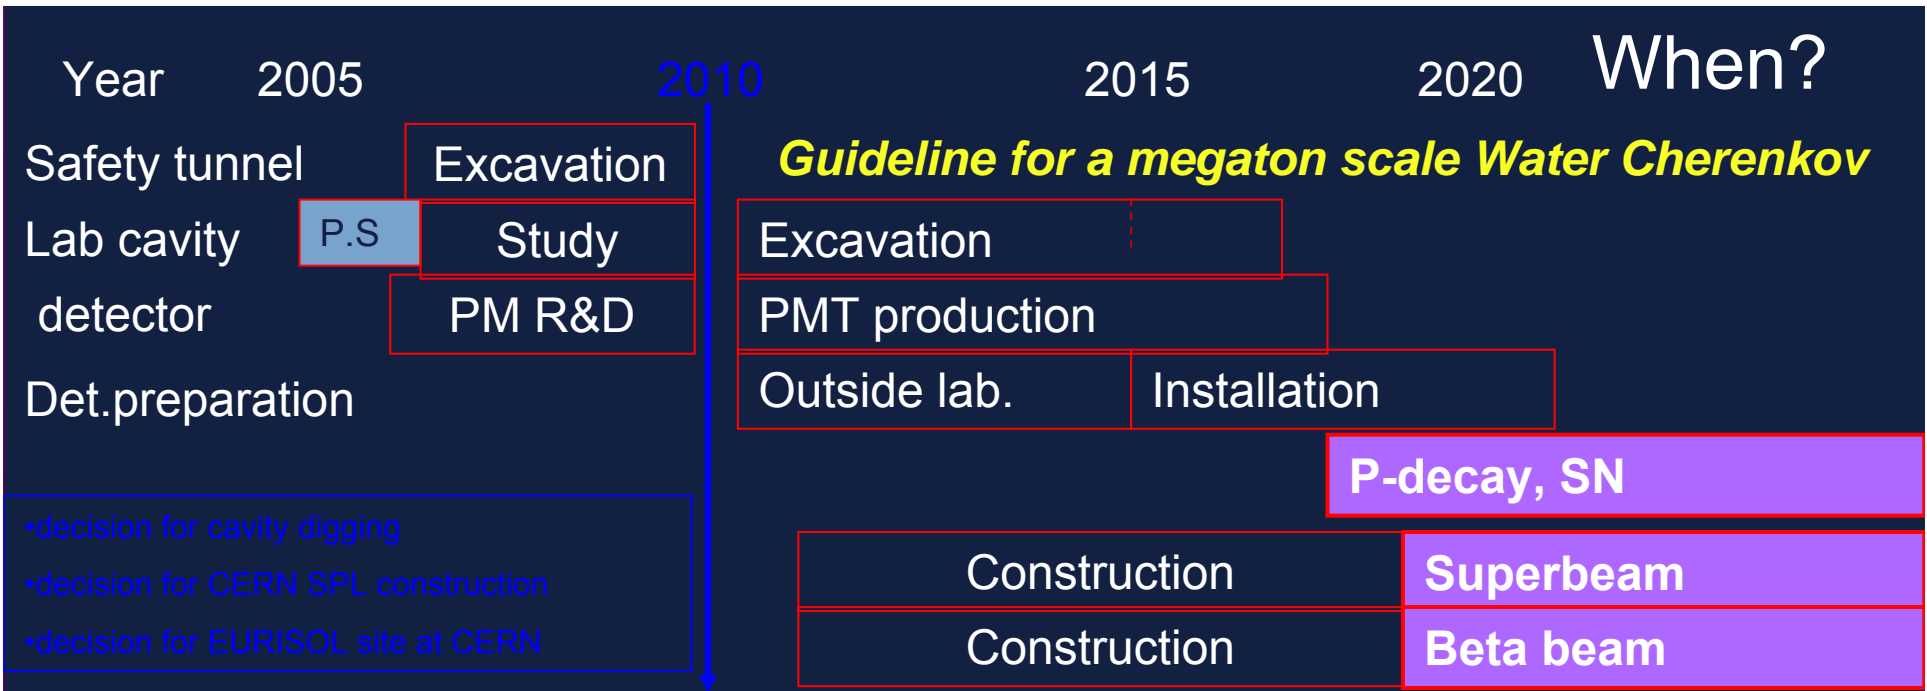 Year 2005 2010 2015 2020 When?
Safety tunnel Excavation Guideline for a megaton scale Water Cherenkov
Lab cavity P.S Study Excavation
detector PM R&D PMT production
Det.preparation Outside lab. Installation
P-decay, SN
•decision for cavity digging
•decision for CERN SPL construction
•decision for EURISOL site at CERN
Construction Superbeam
Construction Beta beam